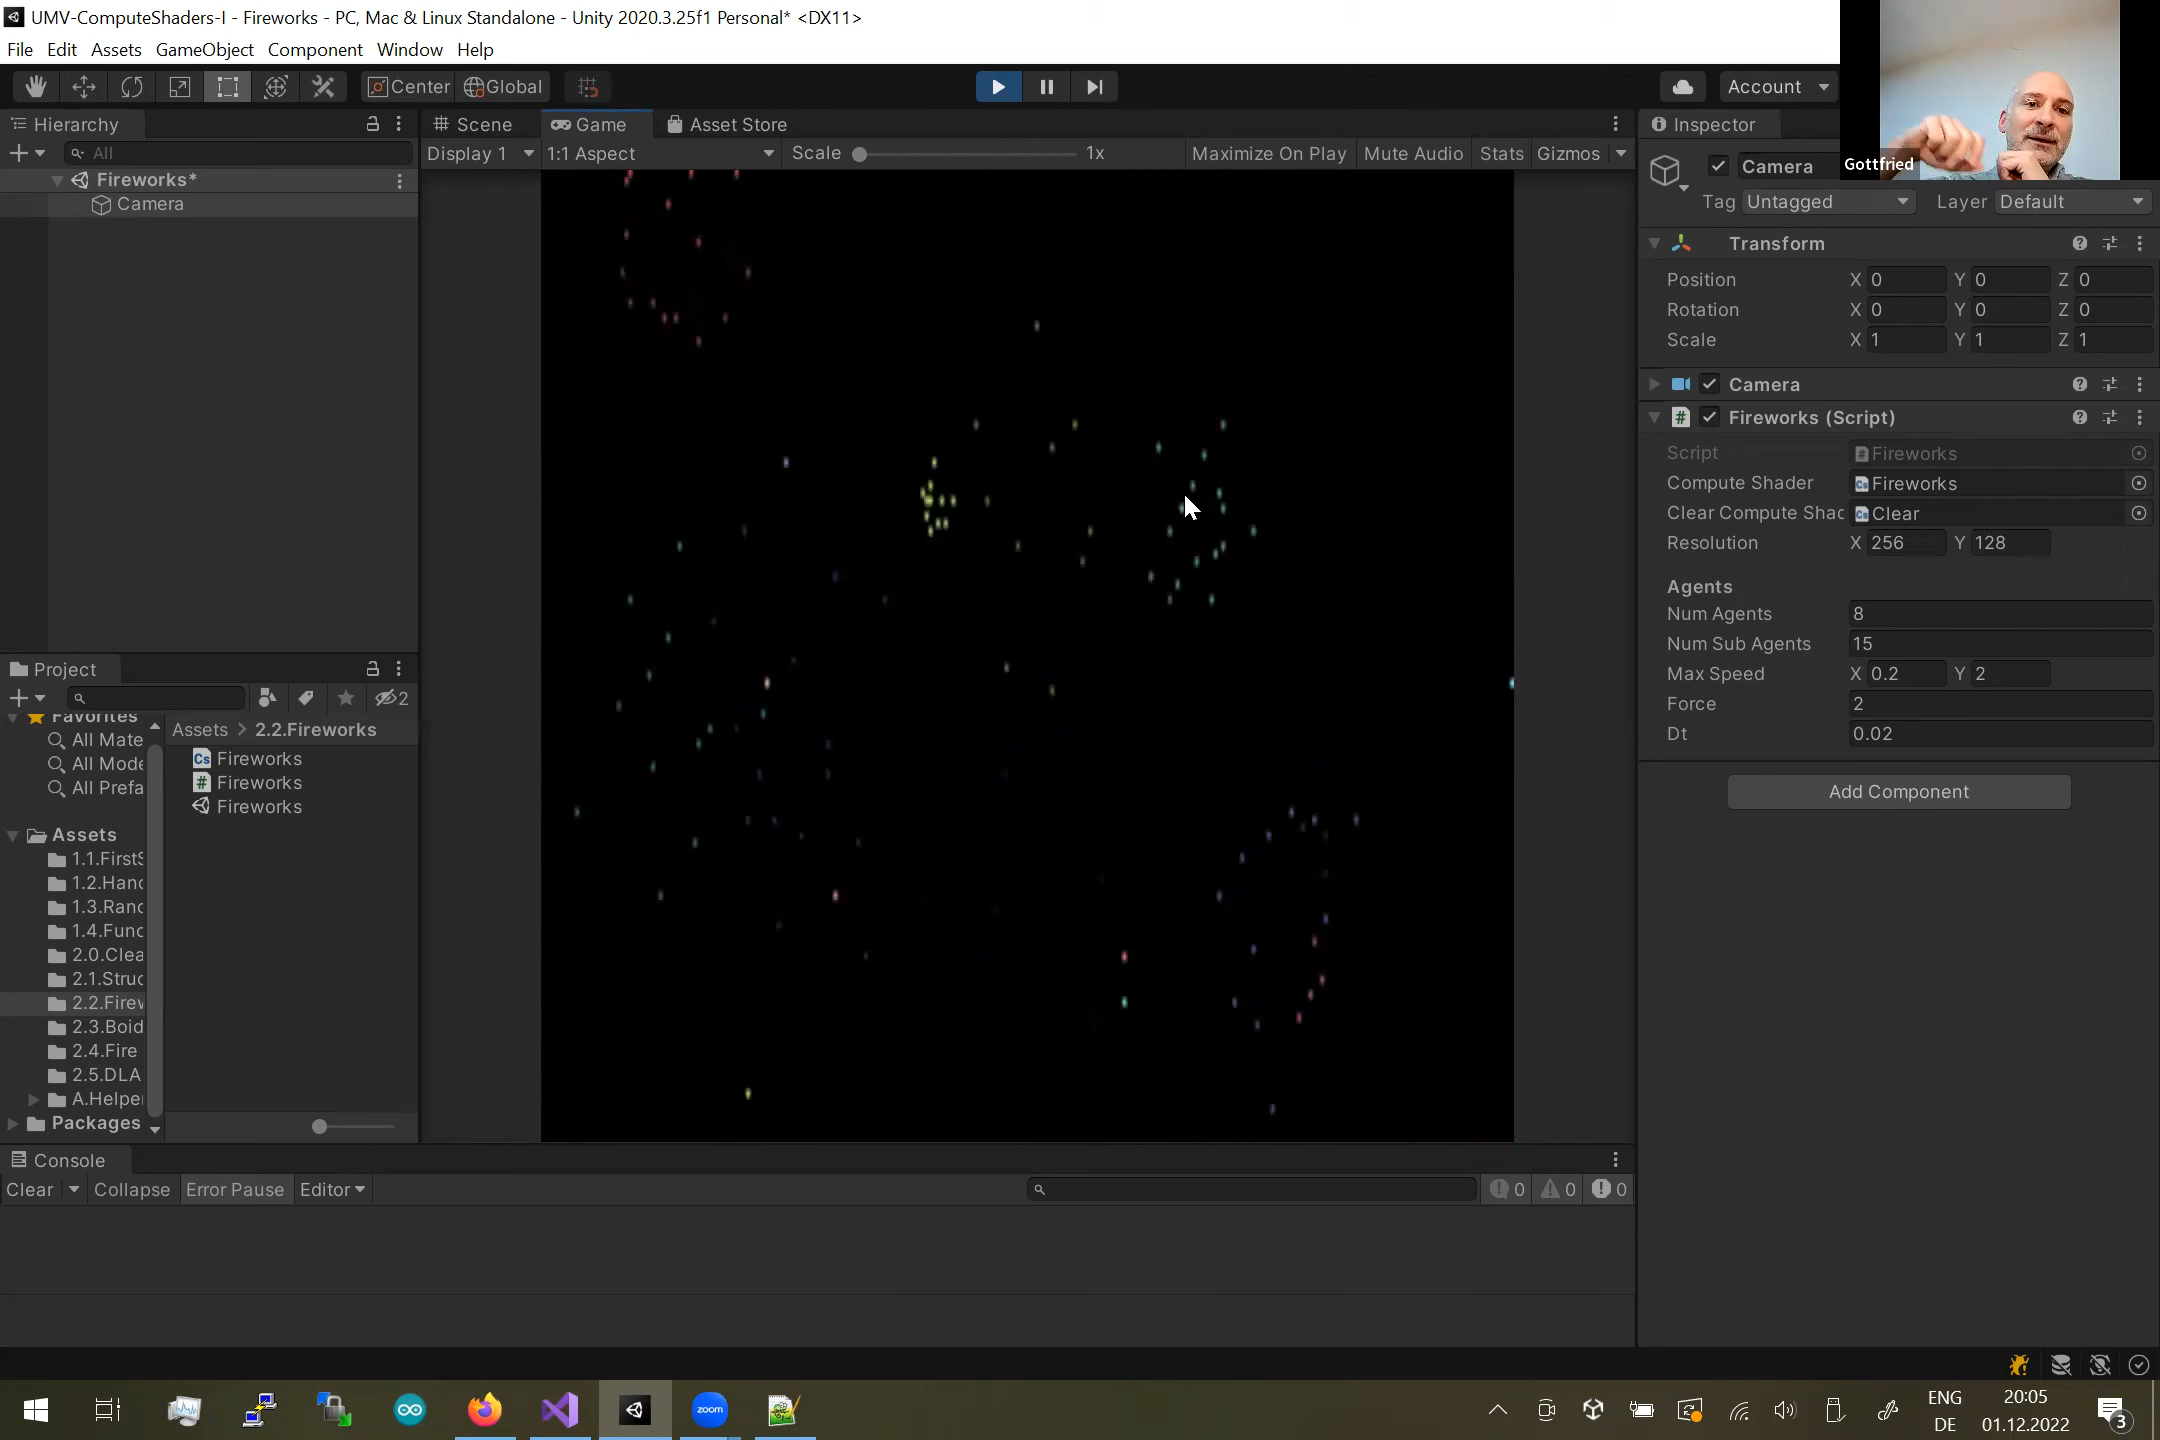 UMV-ComputeShaders-I - Fireworks - PC, Mac & Linux Standalone - Unity 2020.3.25f1 Personal* <DX11>
File Edit Assets GameObject Component Window Help
Center Global
Account
Gottfried
Hierarchy
All
Fireworks*
Camera
Scene Game Asset Store
Display 1 1:1 Aspect Scale 1x Maximize On Play Mute Audio Stats Gizmos
Inspector
Camera
Tag Untagged Layer Default
Transform
Position X 0 Y 0 Z 0
Rotation X 0 Y 0 Z 0
Scale X 1 Y 1 Z 1
Camera
# Fireworks (Script)
Script # Fireworks
Compute Shader Cs Fireworks
Clear Compute Shac Cs Clear
Resolution X 256 Y 128
Agents
Num Agents 8
Num Sub Agents 15
Max Speed X 0.2 Y 2
Force 2
Dt 0.02
Add Component
Project
2
Favorites
All Mate
All Mode
All Prefa
Assets
1.1.FirstS
1.2.Hanc
1.3.Ranc
1.4.Func
2.0.Clea
2.1.Struc
2.2.Firew
2.3.Boid
2.4.Fire
2.5.DLA
A.Helper
Packages
Assets > 2.2.Fireworks
Cs Fireworks
# Fireworks
Fireworks
Console
Clear Collapse Error Pause Editor 0 0 0
zoom
ENG
DE
20:05
01.12.2022
3